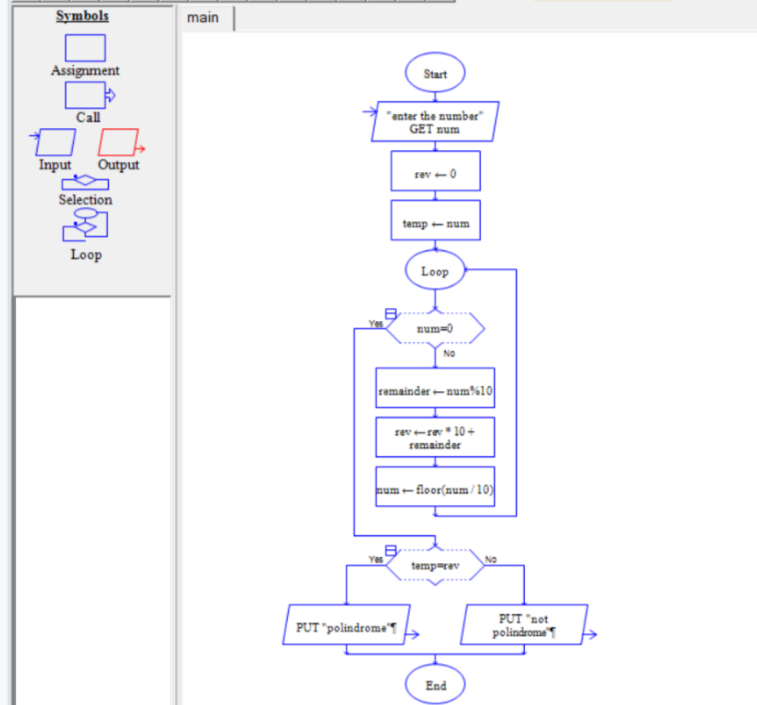 Symbols
Assignment
Call
Input
Output
Selection
Loop
main
Start
"enter the number"
GET num
rev ← 0
temp ← num
Loop
num=0
Yes
No
remainder ← num%10
rev ← rev * 10 +
remainder
num ← floor(num / 10)
temp=rev
Yes
No
PUT "polindrome"¶
PUT "not
polindrome"¶
End